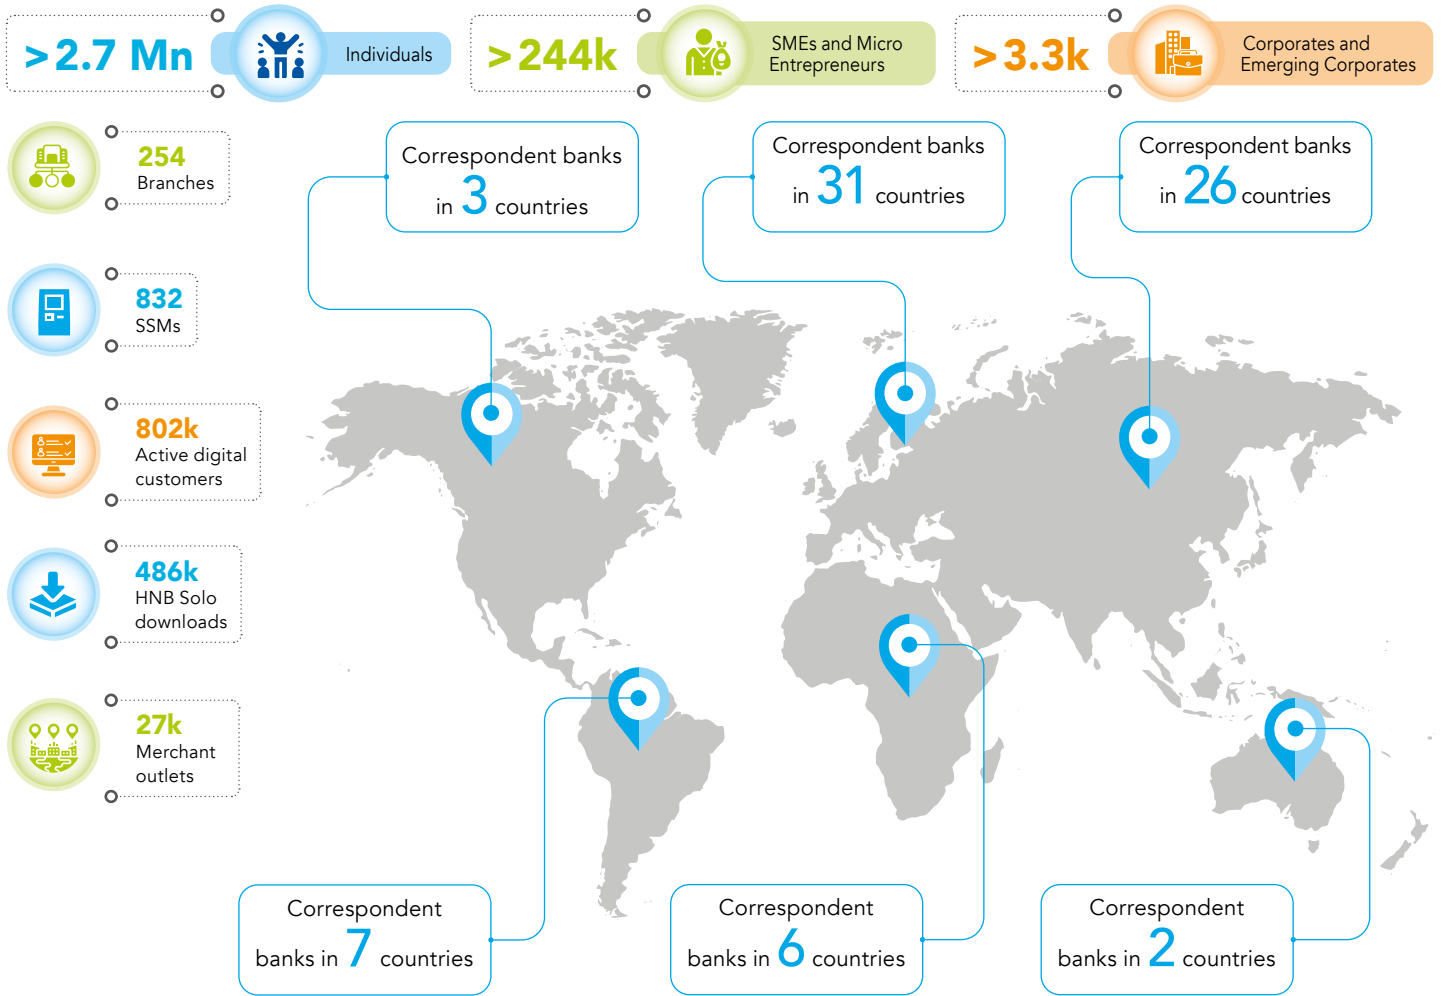 >2.7 Mn
Individuals
>244k
SMEs and Micro
Entrepreneurs
>3.3k
Corporates and
Emerging Corporates
254
Branches
832
SSMs
802k
Active digital
customers
486k
HNB Solo
downloads
27k
Merchant
outlets
Correspondent banks
in 3 countries
Correspondent banks
in 31 countries
Correspondent banks
in 26 countries
Correspondent
banks in 7 countries
Correspondent
banks in 6 countries
Correspondent
banks in 2 countries